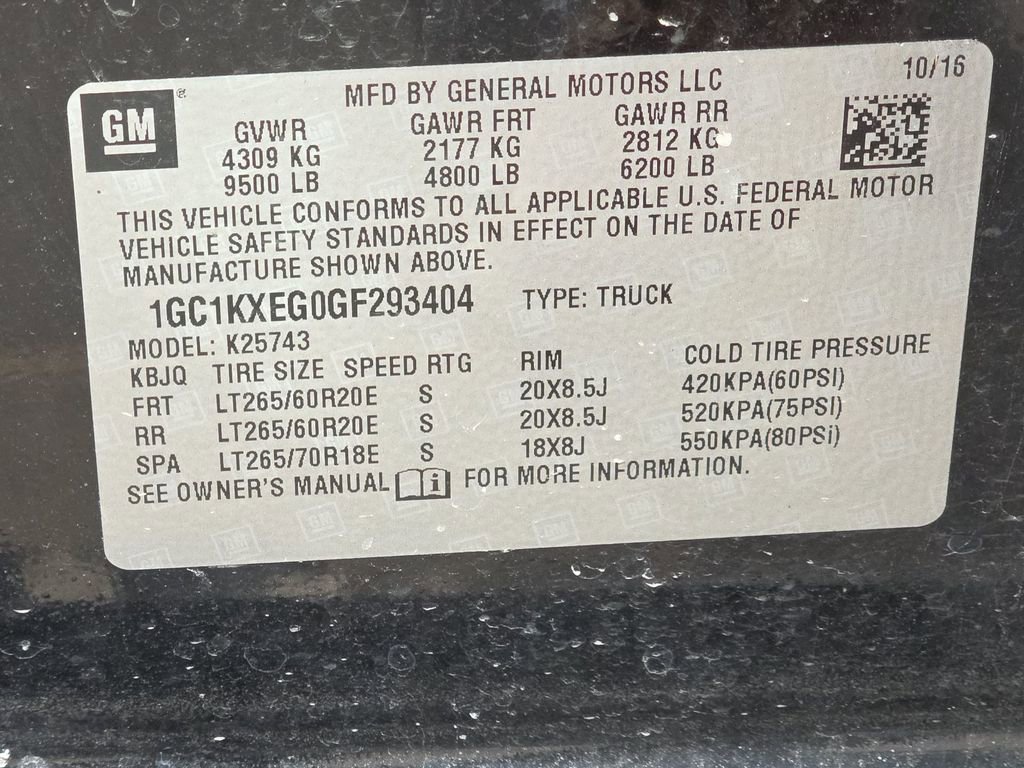 10/16
GM MFD BY GENERAL MOTORS LLC
GVWR GAWR FRT GAWR RR
4309 KG 2177 KG 2812 KG
9500 LB 4800 LB 6200 LB
THIS VEHICLE CONFORMS TO ALL APPLICABLE U.S. FEDERAL MOTOR
VEHICLE SAFETY STANDARDS IN EFFECT ON THE DATE OF
MANUFACTURE SHOWN ABOVE.
1GC1KXEG0GF293404 TYPE: TRUCK
MODEL: K25743
KBJQ TIRE SIZE SPEED RTG RIM COLD TIRE PRESSURE
FRT LT265/60R20E S 20X8.5J 420KPA(60PSI)
RR LT265/60R20E S 20X8.5J 520KPA(75PSI)
SPA LT265/70R18E S 18X8J 550KPA(80PSi)
SEE OWNER'S MANUAL i FOR MORE INFORMATION.